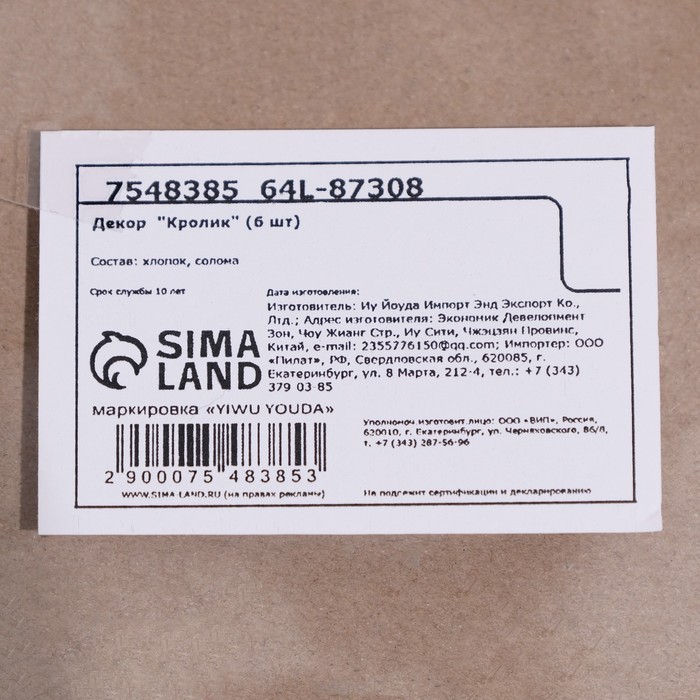 7548385 64L-87308
Декор "Кролик" (6 шт)
Состав: хлопок, солома
Срок службы 10 лет
Дата изготовления:
Изготовитель: Иу Йоуда Импорт Энд Экспорт Ко.,
Лтд.; Адрес изготовителя: Экономик Девелопмент
Зон, Чоу Жианг Стр., Иу Сити, Чжэцзян Провинс,
Китай, e-mail: 2355776150@qq.com; Импортер: ООО
«Пилат», РФ, Свердловская обл., 620085, г.
Екатеринбург, ул. 8 Марта, 212-4, тел.: +7 (343)
379 03-85
SIMA
LAND
маркировка «YIWU YOUDA»
2 900075 483853
WWW.SIMA-LAND.RU (на правах рекламы)
Уполномоч изготовит лицо: ООО «ВИП», Россия,
620010, г. Екатеринбург, ул. Черняховского, 86/8,
т. +7 (343) 287-56-96
Не подлежит сертификации и декларированию